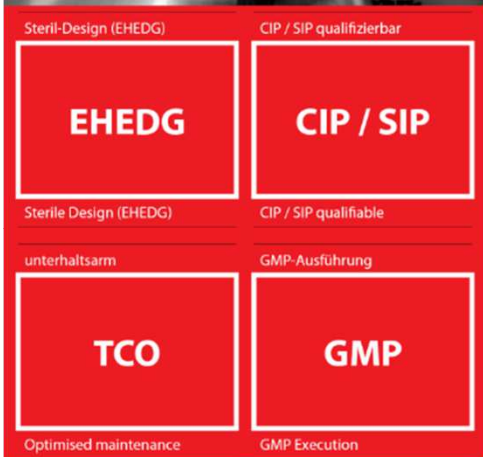 Steril-Design (EHEDG)
CIP / SIP qualifizierbar
EHEDG
CIP / SIP
Sterile Design (EHEDG)
CIP / SIP qualifiable
unterhaltsarm
GMP-Ausführung
TCO
GMP
Optimised maintenance
GMP Execution